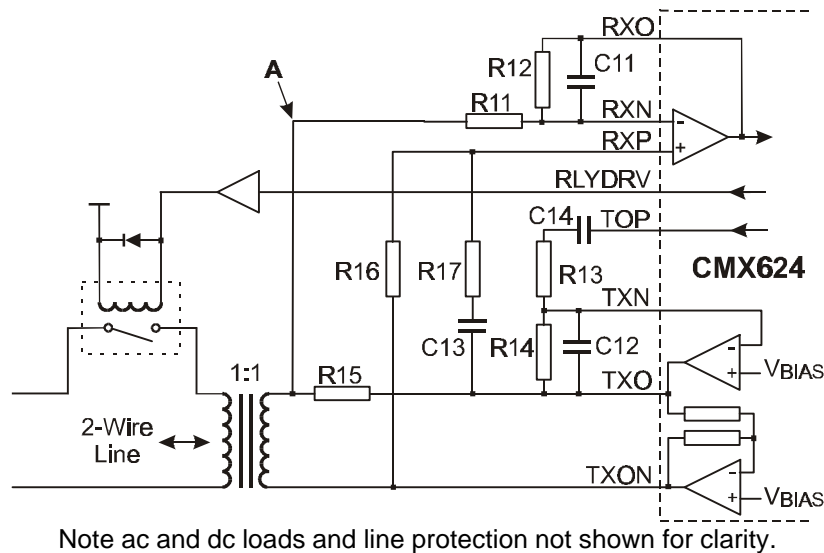 RXO
A
R12
C11
R11
RXN
-
RXP
+
RLYDRV
C14
TOP
R16
R17
R13
CMX624
TXN
C13
R14
C12
-
+
VBIAS
1:1
R15
TXO
2-Wire
Line
TXON
-
+
VBIAS
Note ac and dc loads and line protection not shown for clarity.